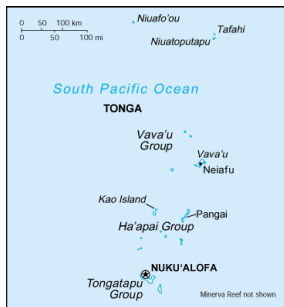 Niuafo'ou
0 50 100 km
0 50 100 mi
Tafahi
Niuatoputapu
South Pacific Ocean
TONGA
Vava'u
Group
Vava'u
Neiafu
Kao Island
Pangai
Ha'apai Group
NUKU'ALOFA
Tongatapu
Group
Minerva Reef not shown